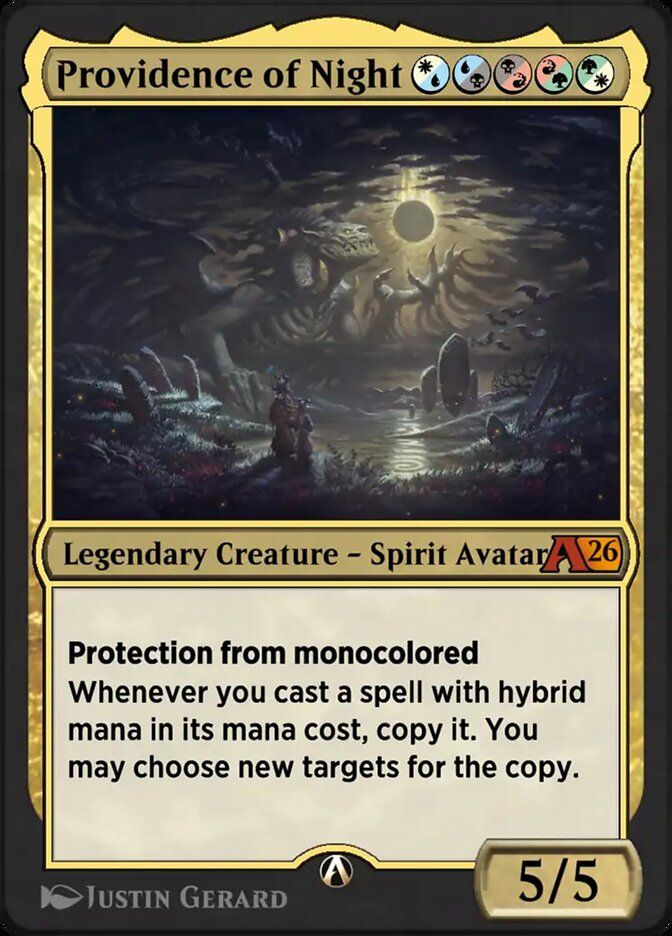 Providence of Night
Legendary Creature – Spirit Avatar
A26
Protection from monocolored
Whenever you cast a spell with hybrid
mana in its mana cost, copy it. You
may choose new targets for the copy.
5/5
Justin Gerard